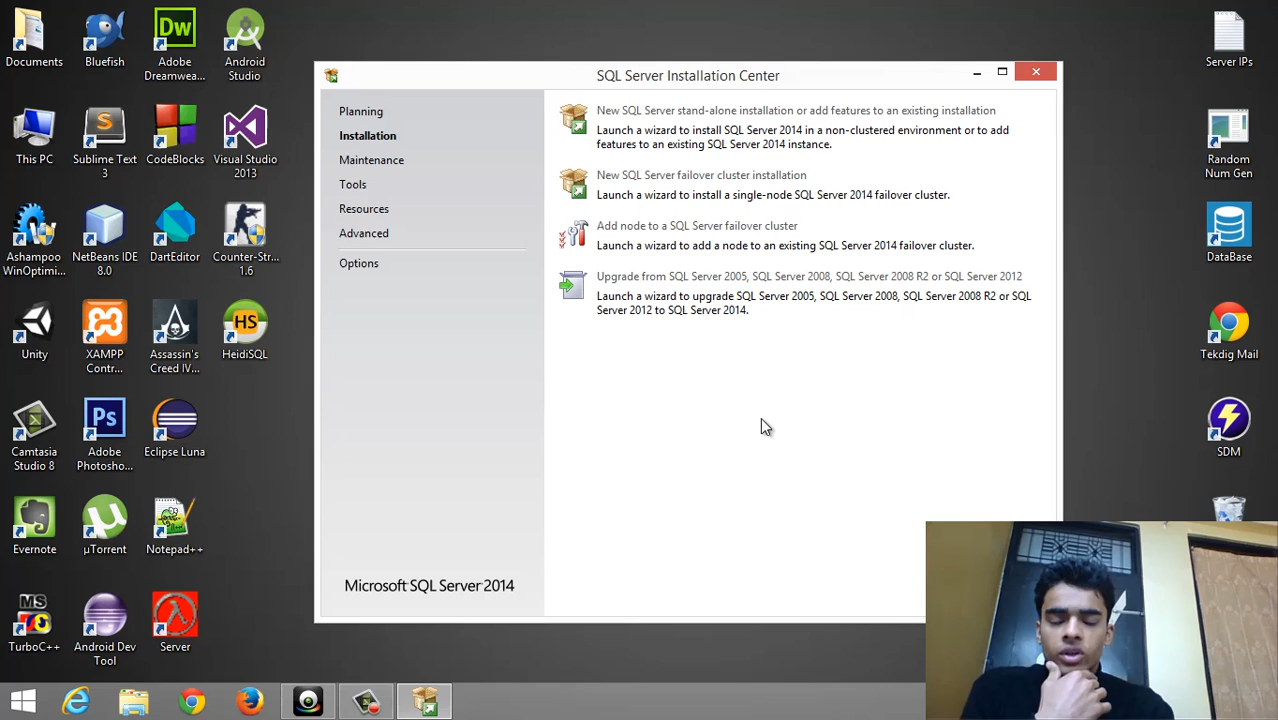 Documents
Bluefish
Dw
Adobe
Dreamwea...
Android
Studio
This PC
S
Sublime Text
3
CodeBlocks
Visual Studio
2013
Ashampoo
WinOptimi...
NetBeans IDE
8.0
DartEditor
Counter-Str...
1.6
Unity
XAMPP
Contr...
Assassin's
Creed IV...
HS
HeidiSQL
Camtasia
Studio 8
Ps
Adobe
Photosho...
Eclipse Luna
Evernote
µTorrent
Notepad++
MS
TurboC++
Android Dev
Tool
Server
SQL Server Installation Center
Planning
Installation
Maintenance
Tools
Resources
Advanced
Options
Microsoft SQL Server 2014
New SQL Server stand-alone installation or add features to an existing installation
Launch a wizard to install SQL Server 2014 in a non-clustered environment or to add
features to an existing SQL Server 2014 instance.
New SQL Server failover cluster installation
Launch a wizard to install a single-node SQL Server 2014 failover cluster.
Add node to a SQL Server failover cluster
Launch a wizard to add a node to an existing SQL Server 2014 failover cluster.
Upgrade from SQL Server 2005, SQL Server 2008, SQL Server 2008 R2 or SQL Server 2012
Launch a wizard to upgrade SQL Server 2005, SQL Server 2008, SQL Server 2008 R2 or SQL
Server 2012 to SQL Server 2014.
Server IPs
Random
Num Gen
DataBase
Tekdig Mail
SDM